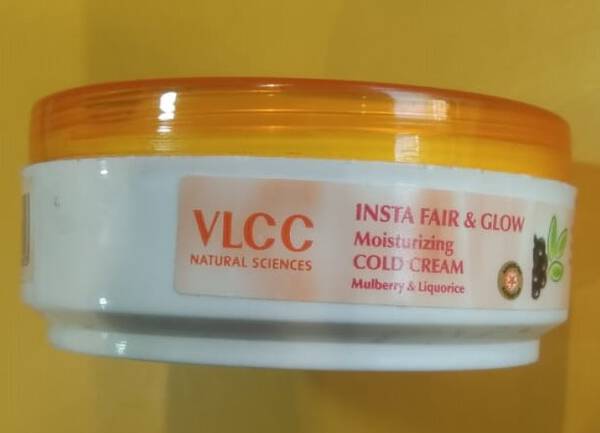 VLCC
NATURAL SCIENCES
INSTA FAIR & GLOW
Moisturizing
COLD CREAM
Mulberry & Liquorice